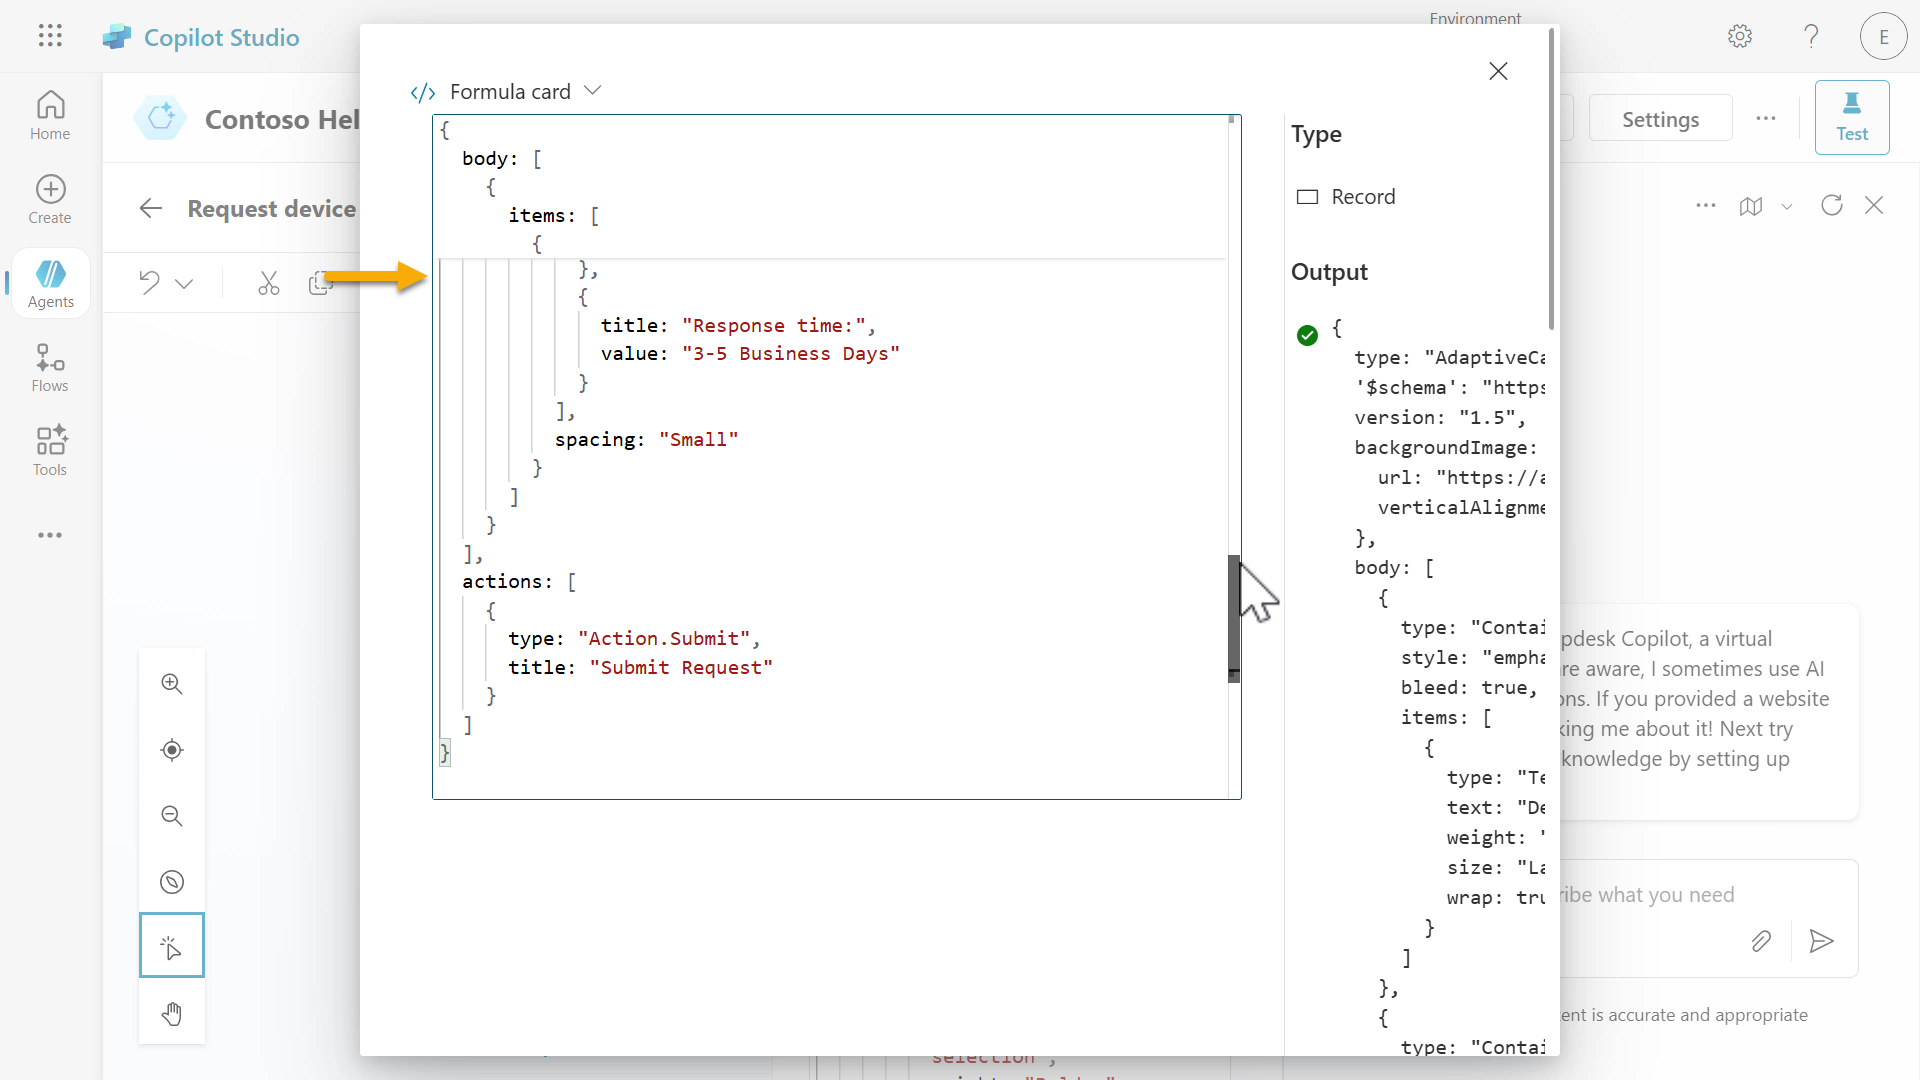 Copilot Studio
Environment
E
Home
Create
Agents
Flows
Tools
Contoso Hel
Settings
Test
Request device
</> Formula card
{
body: [
{
items: [
{
},
{
title: "Response time:",
value: "3-5 Business Days"
}
],
spacing: "Small"
}
]
}
],
actions: [
{
type: "Action.Submit",
title: "Submit Request"
}
]
}
Type
Record
Output
{
type: "AdaptiveCa
'$schema': "https
version: "1.5",
backgroundImage:
url: "https://a
verticalAlignme
},
body: [
{
type: "Contai
style: "empha
bleed: true,
items: [
{
type: "Te
text: "De
weight: "
size: "La
wrap: tru
}
]
},
{
type: "Contai
pdesk Copilot, a virtual
re aware, I sometimes use AI
ons. If you provided a website
king me about it! Next try
knowledge by setting up
ribe what you need
ent is accurate and appropriate
selection",